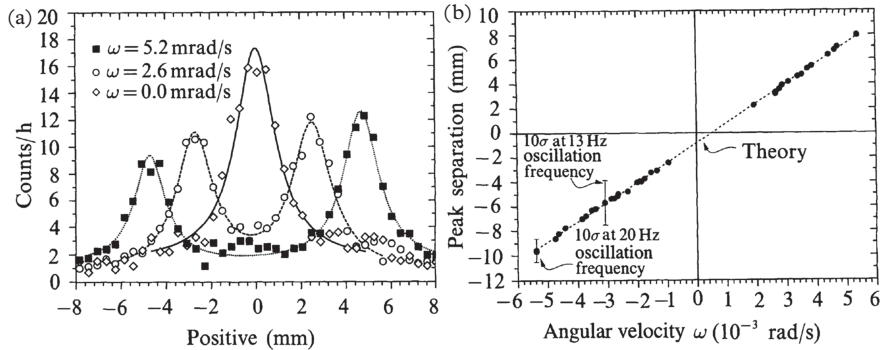 (a)
20
18
16
14
12
10
8
6
4
2
0
Counts/h
■ ω = 5.2 mrad/s
○ ω = 2.6 mrad/s
◇ ω = 0.0 mrad/s
−8 −6 −4 −2 0 2 4 6 8
Positive (mm)
(b)
10
8
6
4
2
0
−2
−4
−6
−8
−10
−12
Peak separation (mm)
10σ at 13 Hz
oscillation
frequency
Theory
10σ at 20 Hz
oscillation
frequency
−6 −5 −4 −3 −2 −1 0 1 2 3 4 5 6
Angular velocity ω (10⁻³ rad/s)